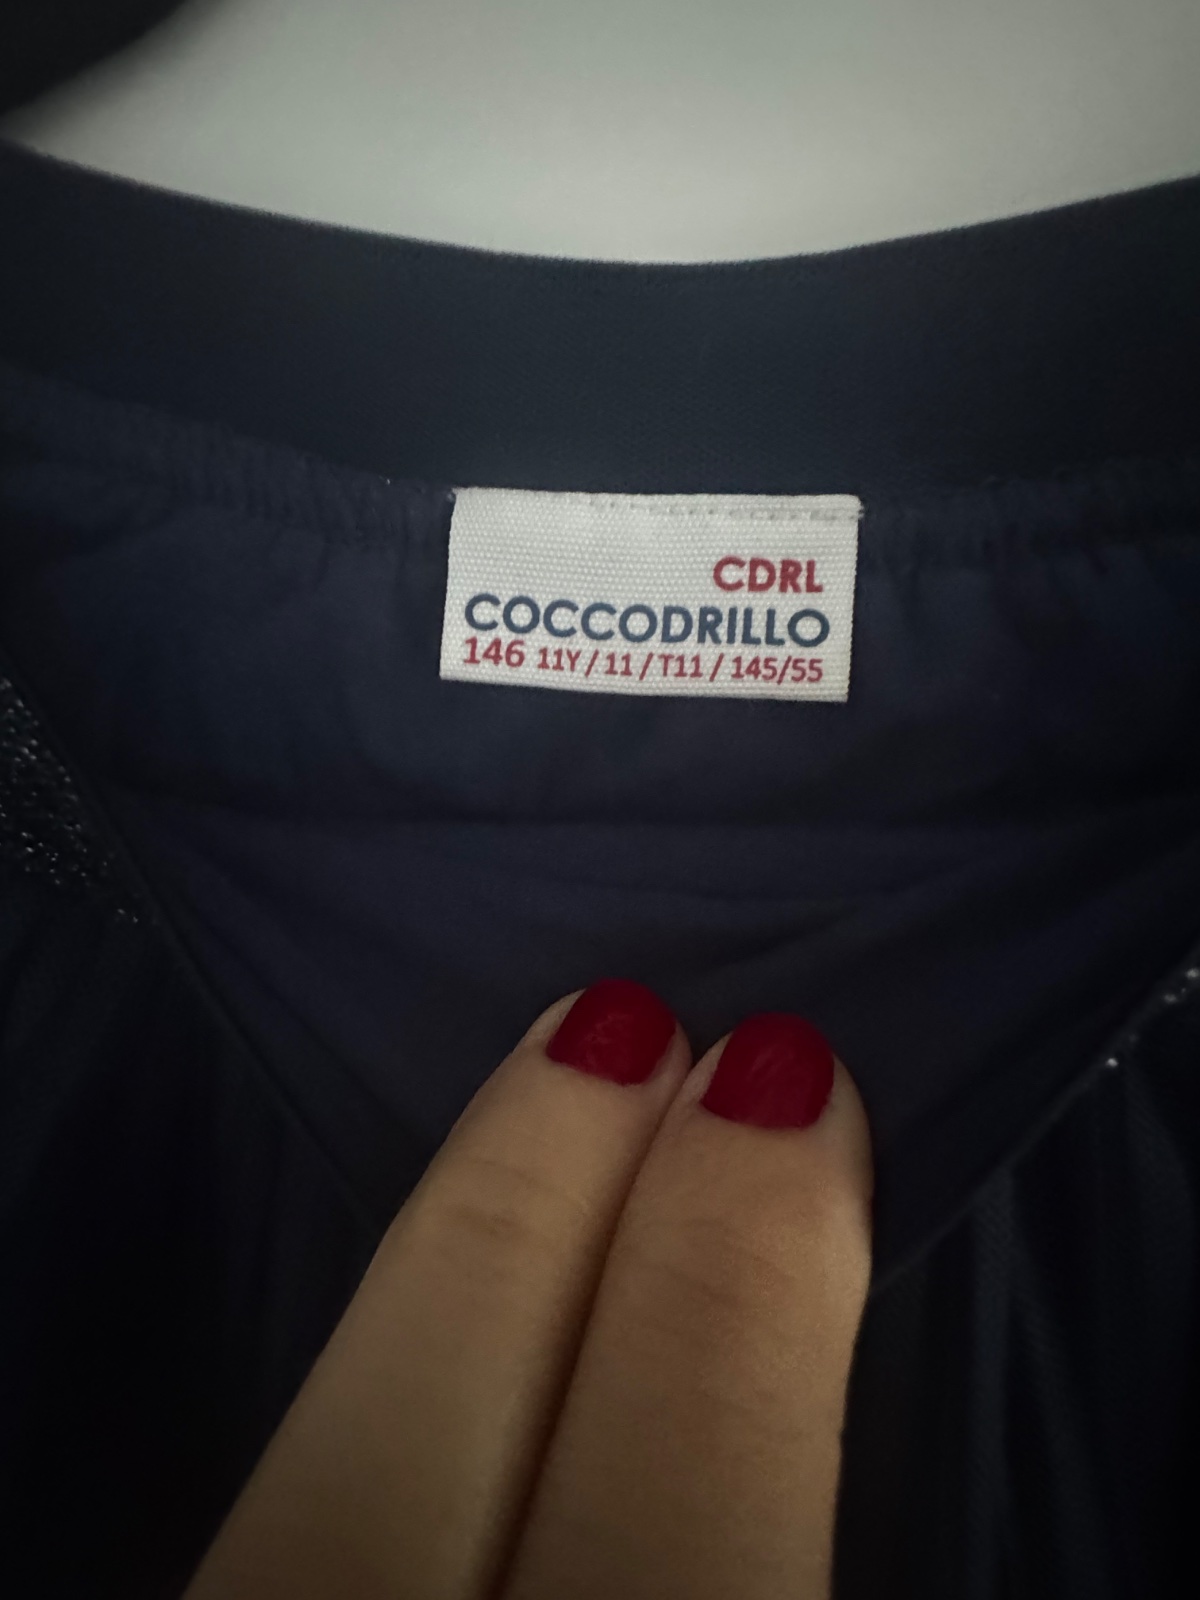 CDRL
COCCODRILLO
146 11Y / 11 / T11 / 145/55